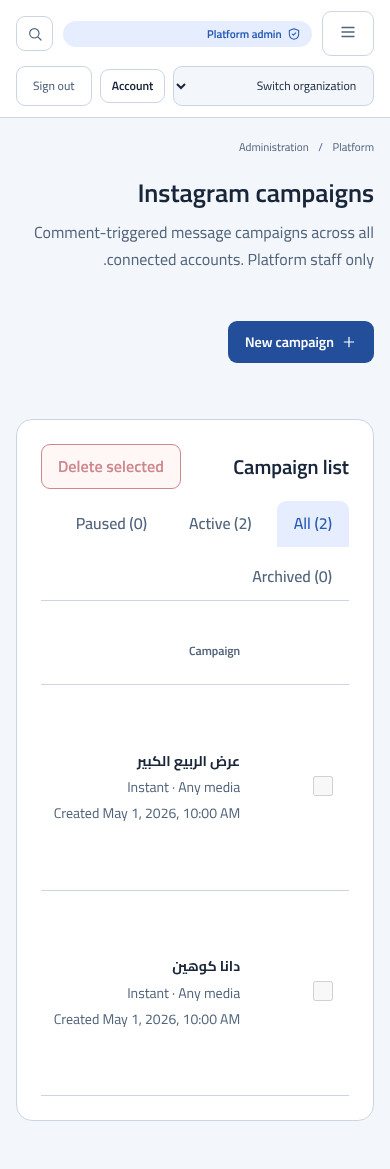 Platform admin
Switch organization
Account
Sign out
Platform / Administration
Instagram campaigns
Comment-triggered message campaigns across all
connected accounts. Platform staff only.
New campaign
Campaign list
Delete selected
All (2)
Active (2)
Paused (0)
Archived (0)
Campaign
عرض الربيع الكبير
Instant · Any media
Created May 1, 2026, 10:00 AM
دانا كوهين
Instant · Any media
Created May 1, 2026, 10:00 AM